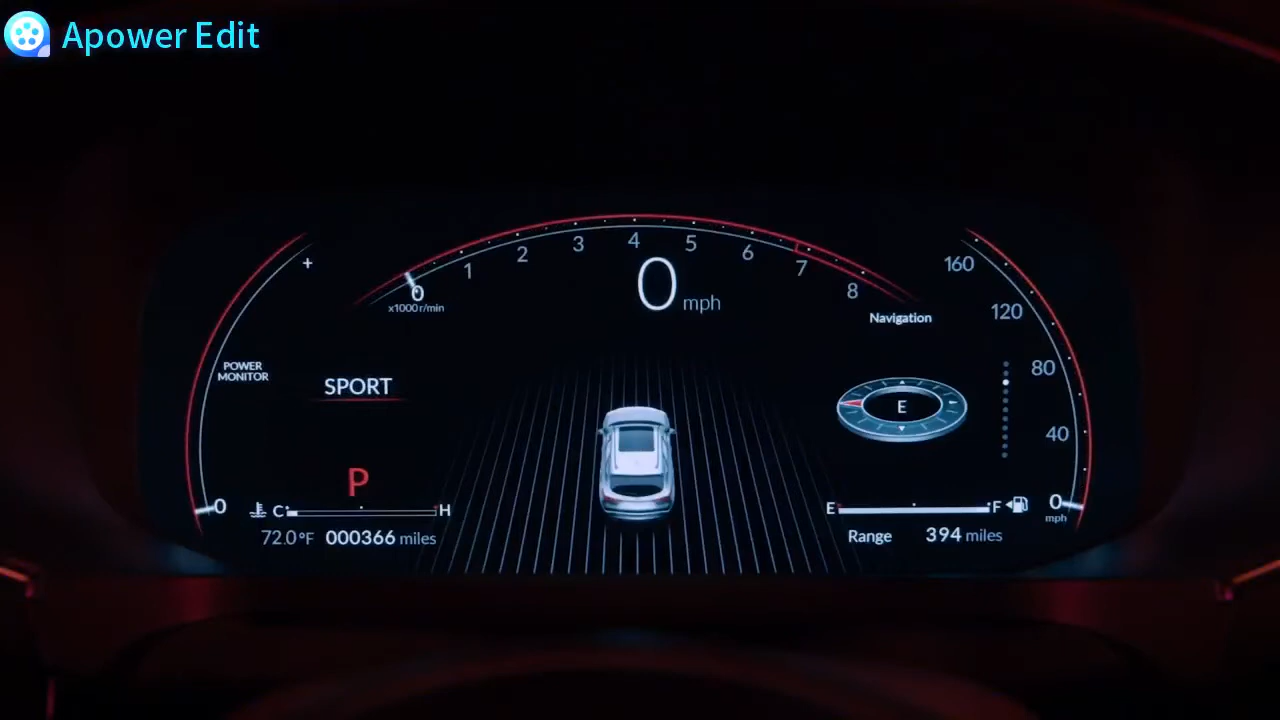 Apower Edit
+
0 1 2 3 4 5 6 7 8
x1000 r/min
0 mph
160
120
80
40
0
mph
Navigation
E
POWER
MONITOR
SPORT
P
0
C H
72.0°F 000366 miles
E F
Range 394 miles